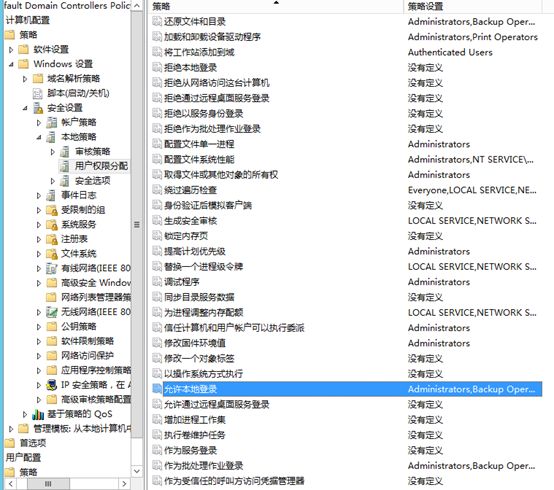 fault Domain Controllers Polic
计算机配置
策略
软件设置
Windows 设置
域名解析策略
脚本(启动/关机)
安全设置
帐户策略
本地策略
审核策略
用户权限分配
安全选项
事件日志
受限制的组
系统服务
注册表
文件系统
有线网络(IEEE 80
高级安全 Window
网络列表管理器策
无线网络(IEEE 80
公钥策略
软件限制策略
网络访问保护
应用程序控制策略
IP 安全策略，在 A
高级审核策略配置
基于策略的 QoS
管理模板: 从本地计算机中
首选项
用户配置
策略
策略 策略设置
还原文件和目录 Administrators,Backup Oper...
加载和卸载设备驱动程序 Administrators,Print Operators
将工作站添加到域 Authenticated Users
拒绝本地登录 没有定义
拒绝从网络访问这台计算机 没有定义
拒绝通过远程桌面服务登录 没有定义
拒绝以服务身份登录 没有定义
拒绝作为批处理作业登录 没有定义
配置文件单一进程 Administrators
配置文件系统性能 Administrators,NT SERVICE\...
取得文件或其他对象的所有权 Administrators
绕过遍历检查 Everyone,LOCAL SERVICE,NE...
身份验证后模拟客户端 没有定义
生成安全审核 LOCAL SERVICE,NETWORK S...
锁定内存页 没有定义
提高计划优先级 Administrators
替换一个进程级令牌 LOCAL SERVICE,NETWORK S...
调试程序 Administrators
同步目录服务数据 没有定义
为进程调整内存配额 LOCAL SERVICE,NETWORK S...
信任计算机和用户帐户可以执行委派 Administrators
修改固件环境值 Administrators
修改一个对象标签 没有定义
以操作系统方式执行 没有定义
允许本地登录 Administrators,Backup Oper...
允许通过远程桌面服务登录 没有定义
增加进程工作集 没有定义
执行卷维护任务 没有定义
作为服务登录 没有定义
作为批处理作业登录 Administrators,Backup Oper...
作为受信任的呼叫方访问凭据管理器 没有定义